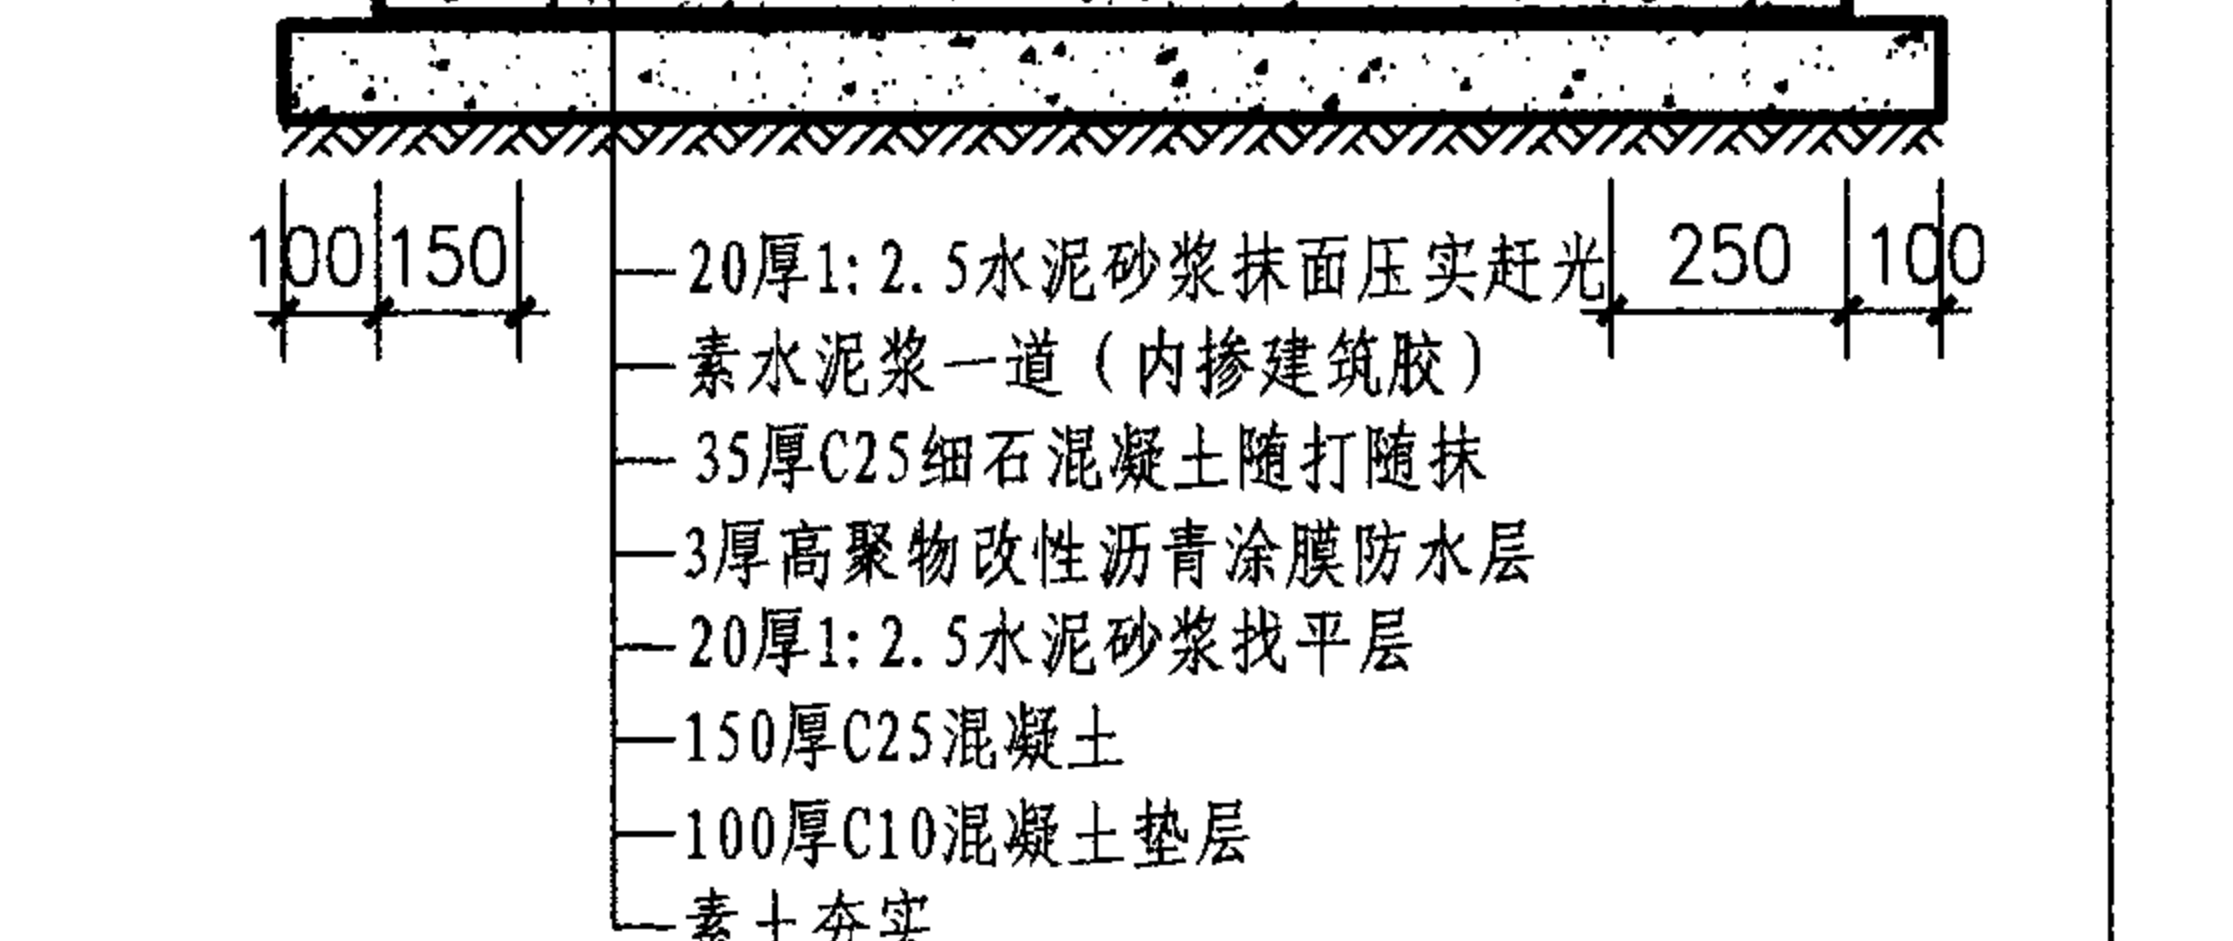 100 150 250 100
20厚1:2.5水泥砂浆抹面压实赶光
素水泥浆一道(内掺建筑胶)
35厚C25细石混凝土随打随抹
3厚高聚物改性沥青涂膜防水层
20厚1:2.5水泥砂浆找平层
150厚C25混凝土
100厚C10混凝土垫层
素土夯实